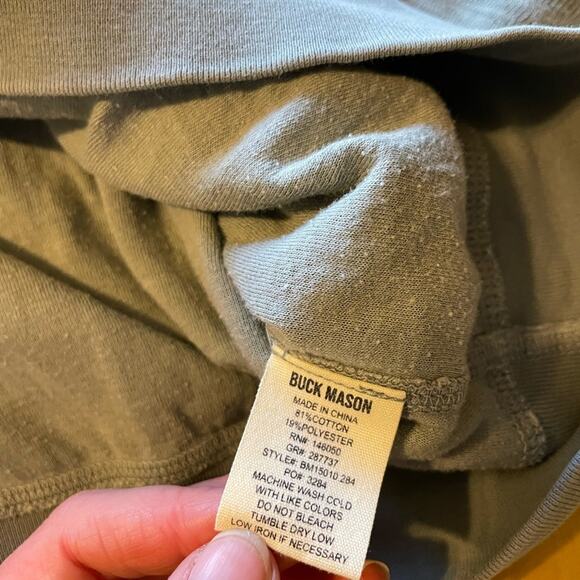 BUCK MASON
MADE IN CHINA
81%COTTON
19%POLYESTER
RN#: 146050
GR#: 287737
STYLE#: BM15010 284
PO#: 3284
MACHINE WASH COLD
WITH LIKE COLORS
DO NOT BLEACH
TUMBLE DRY LOW
LOW IRON IF NECESSARY